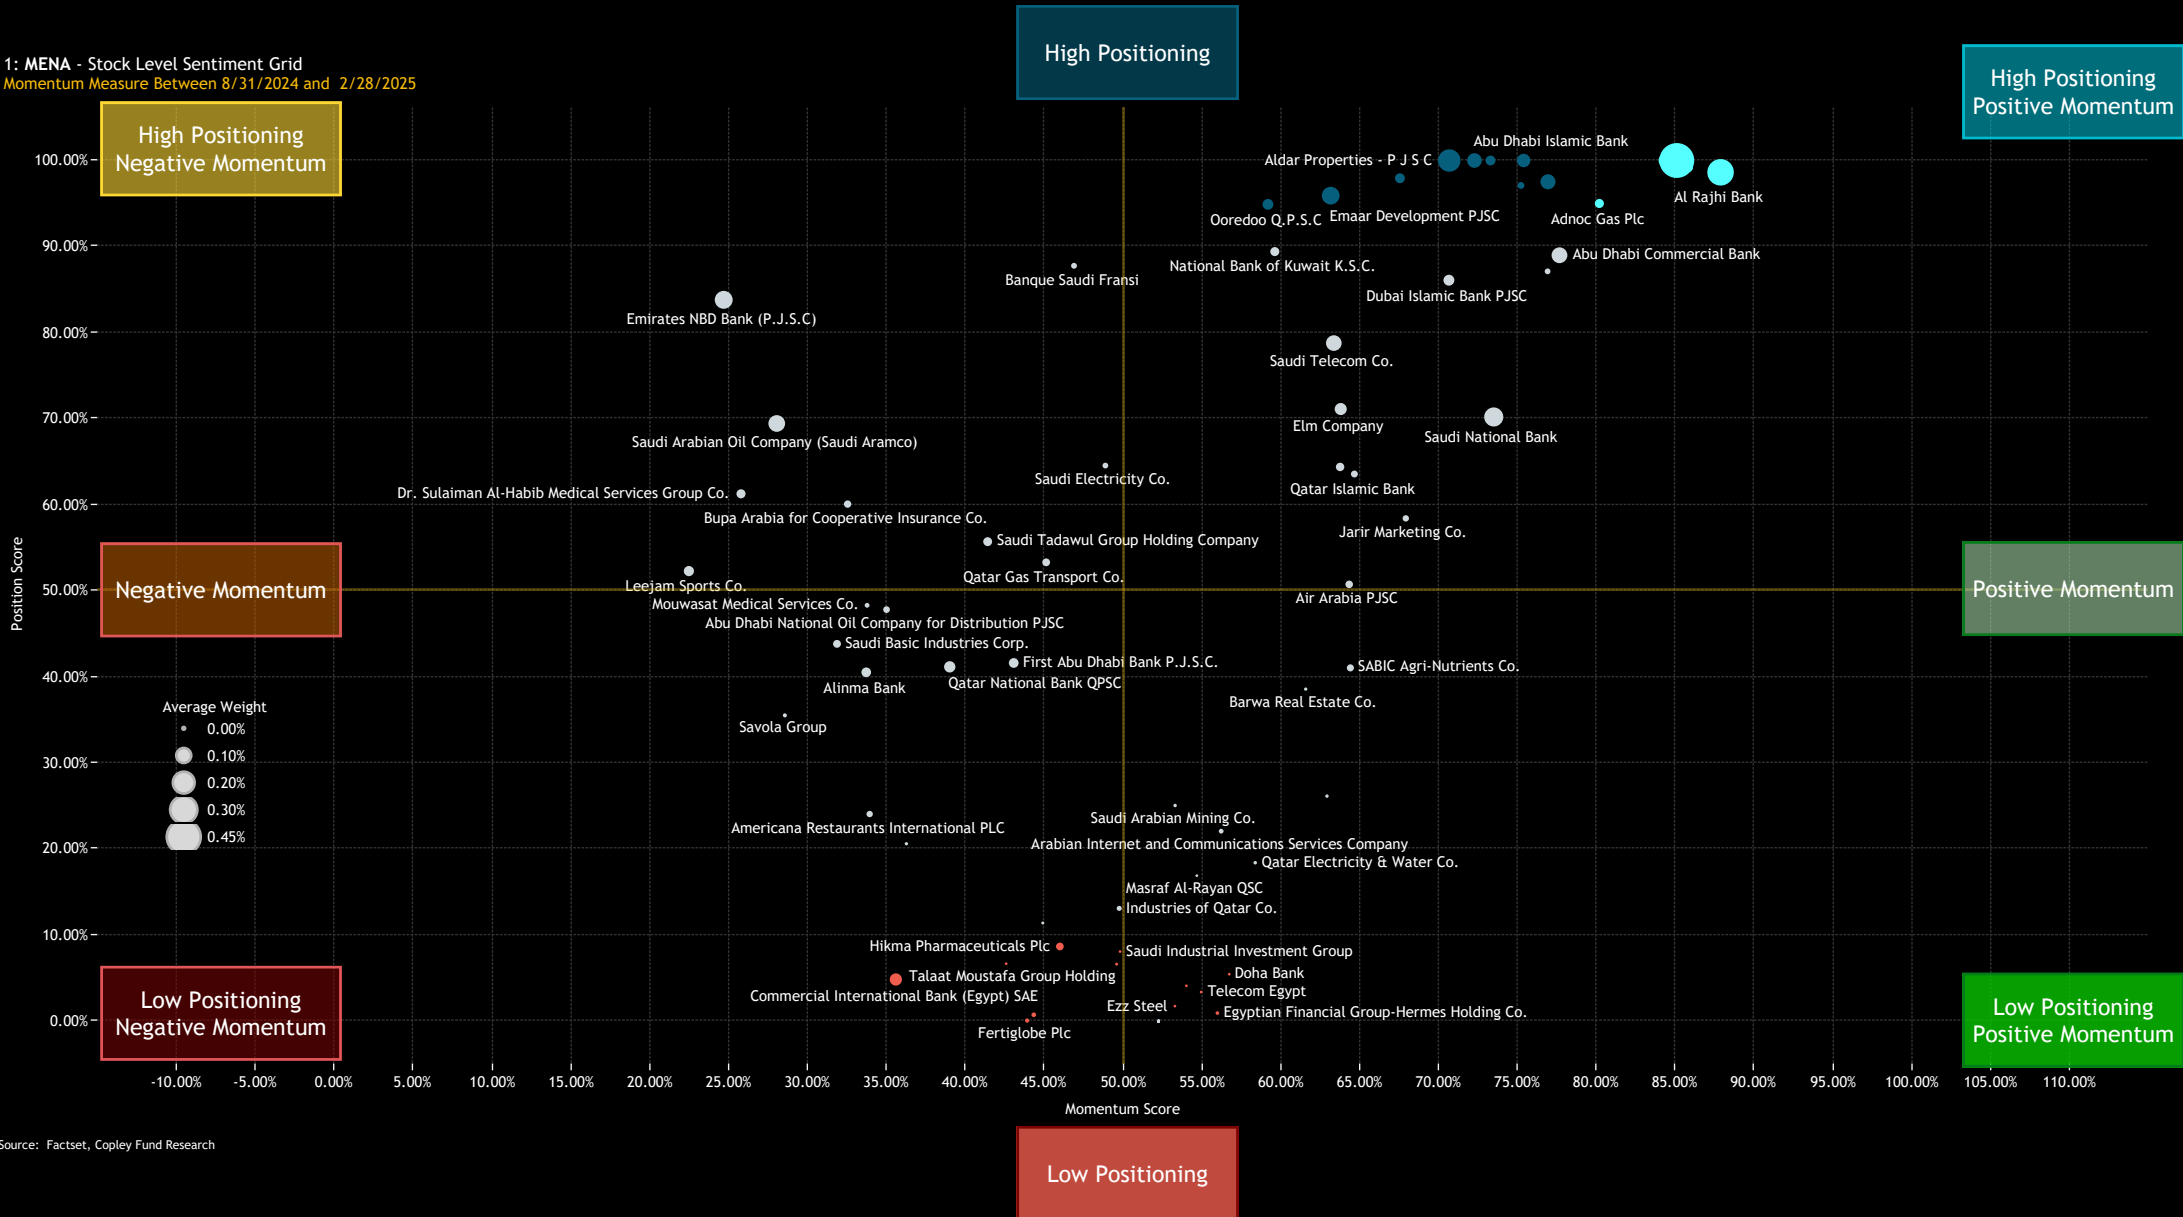 High Positioning
1: MENA - Stock Level Sentiment Grid
Momentum Measure Between 8/31/2024 and 2/28/2025
High Positioning
Positive Momentum
High Positioning
Negative Momentum
Abu Dhabi Islamic Bank
100.00%
Aldar Properties - P J S C
Al Rajhi Bank
Ooredoo Q.P.S.C
Emaar Development PJSC
Adnoc Gas Plc
90.00%
Abu Dhabi Commercial Bank
National Bank of Kuwait K.S.C.
Banque Saudi Fransi
Dubai Islamic Bank PJSC
Emirates NBD Bank (P.J.S.C)
80.00%
Saudi Telecom Co.
70.00%
Elm Company
Saudi National Bank
Saudi Arabian Oil Company (Saudi Aramco)
Saudi Electricity Co.
Qatar Islamic Bank
Dr. Sulaiman Al-Habib Medical Services Group Co.
60.00%
Bupa Arabia for Cooperative Insurance Co.
Jarir Marketing Co.
Saudi Tadawul Group Holding Company
Qatar Gas Transport Co.
Position Score
Negative Momentum
Leejam Sports Co.
50.00%
Positive Momentum
Air Arabia PJSC
Mouwasat Medical Services Co.
Abu Dhabi National Oil Company for Distribution PJSC
Saudi Basic Industries Corp.
First Abu Dhabi Bank P.J.S.C.
SABIC Agri-Nutrients Co.
40.00%
Alinma Bank
Qatar National Bank QPSC
Barwa Real Estate Co.
Average Weight
0.00%
0.10%
0.20%
0.30%
0.45%
Savola Group
30.00%
Saudi Arabian Mining Co.
Americana Restaurants International PLC
Arabian Internet and Communications Services Company
20.00%
Qatar Electricity & Water Co.
Masraf Al-Rayan QSC
Industries of Qatar Co.
10.00%
Hikma Pharmaceuticals Plc
Saudi Industrial Investment Group
Talaat Moustafa Group Holding
Doha Bank
Commercial International Bank (Egypt) SAE
Telecom Egypt
Low Positioning
Negative Momentum
Ezz Steel
Egyptian Financial Group-Hermes Holding Co.
Low Positioning
Positive Momentum
0.00%
Fertiglobe Plc
-10.00% -5.00% 0.00% 5.00% 10.00% 15.00% 20.00% 25.00% 30.00% 35.00% 40.00% 45.00% 50.00% 55.00% 60.00% 65.00% 70.00% 75.00% 80.00% 85.00% 90.00% 95.00% 100.00% 105.00% 110.00%
Momentum Score
Source: Factset, Copley Fund Research
Low Positioning